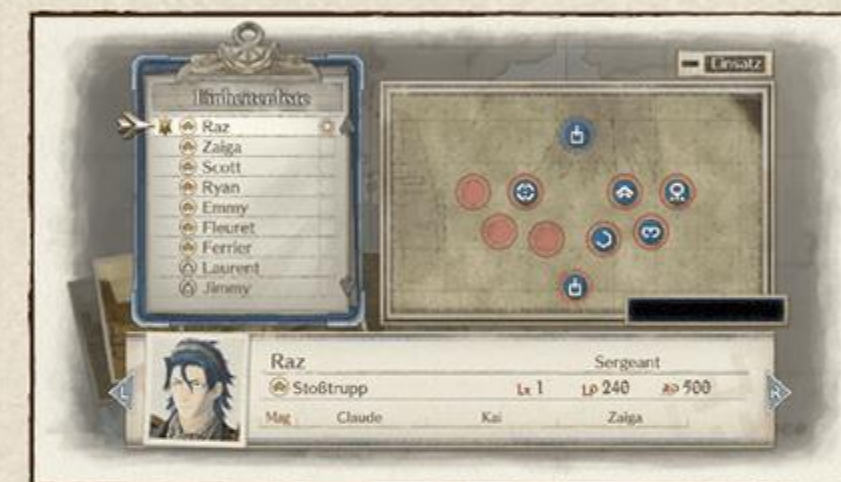 Einsatz
Einheitenliste
Raz
Zaiga
Scott
Ryan
Emmy
Fleuret
Ferrier
Laurent
Jimmy
Raz Sergeant
Stoßtrupp Lv 1 LP 240 AP 500
Mag Claude Kai Zaiga
L
R